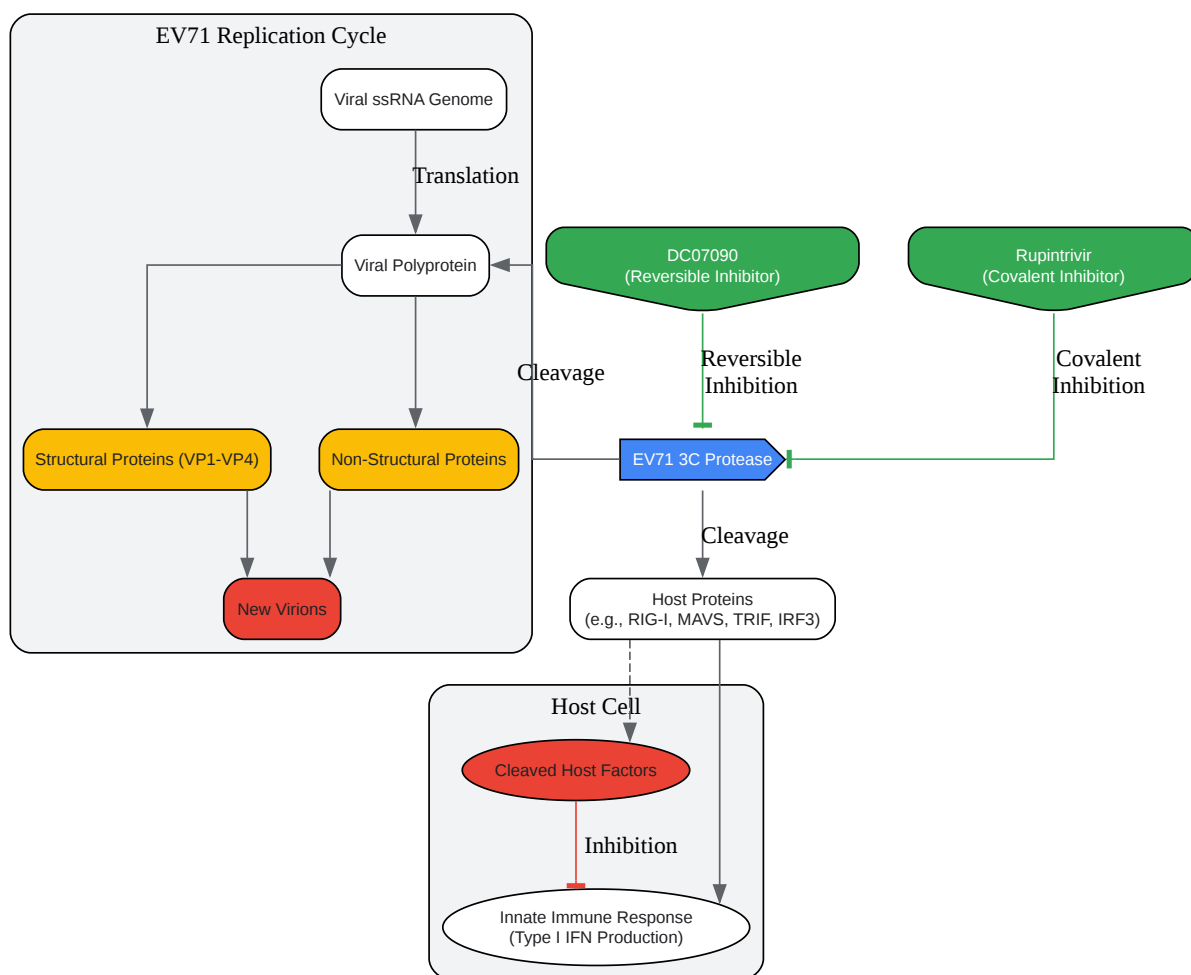 EV71 Replication Cycle
Viral ssRNA Genome
Translation
Viral Polyprotein
DC07090
(Reversible Inhibitor)
Rupintrivir
(Covalent Inhibitor)
Cleavage
Reversible
Inhibition
Covalent
Inhibition
Structural Proteins (VP1-VP4)
Non-Structural Proteins
EV71 3C Protease
Cleavage
New Virions
Host Proteins
(e.g., RIG-I, MAVS, TRIF, IRF3)
Host Cell
Cleaved Host Factors
Inhibition
Innate Immune Response
(Type I IFN Production)